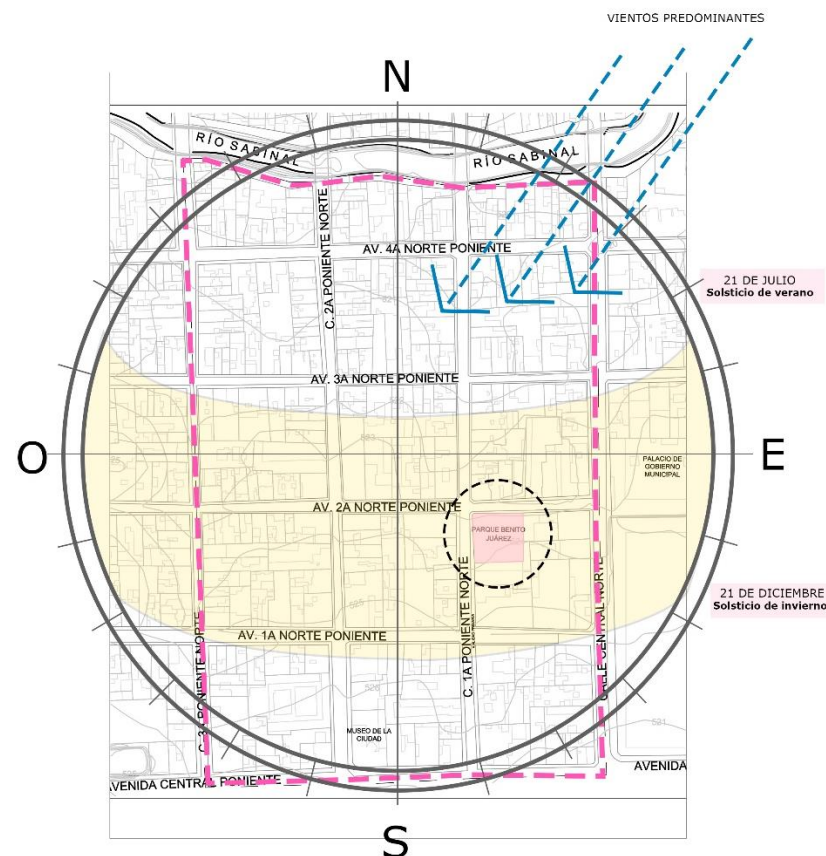 VIENTOS PREDOMINANTES
N
RÍO SABINAL
RÍO SABINAL
C. 2A PONIENTE NORTE
AV. 4A NORTE PONIENTE
21 DE JULIO
Solsticio de verano
AV. 3A NORTE PONIENTE
O
E
PALACIO DE
GOBIERNO
MUNICIPAL
AV. 2A NORTE PONIENTE
PARQUE BENITO
JUÁREZ
21 DE DICIEMBRE
Solsticio de invierno
C. 3A PONIENTE NORTE
AV. 1A NORTE PONIENTE
C. 1A PONIENTE NORTE
CALLE CENTRAL NORTE
MUSEO DE LA
CIUDAD
AVENIDA CENTRAL PONIENTE
AVENIDA
S